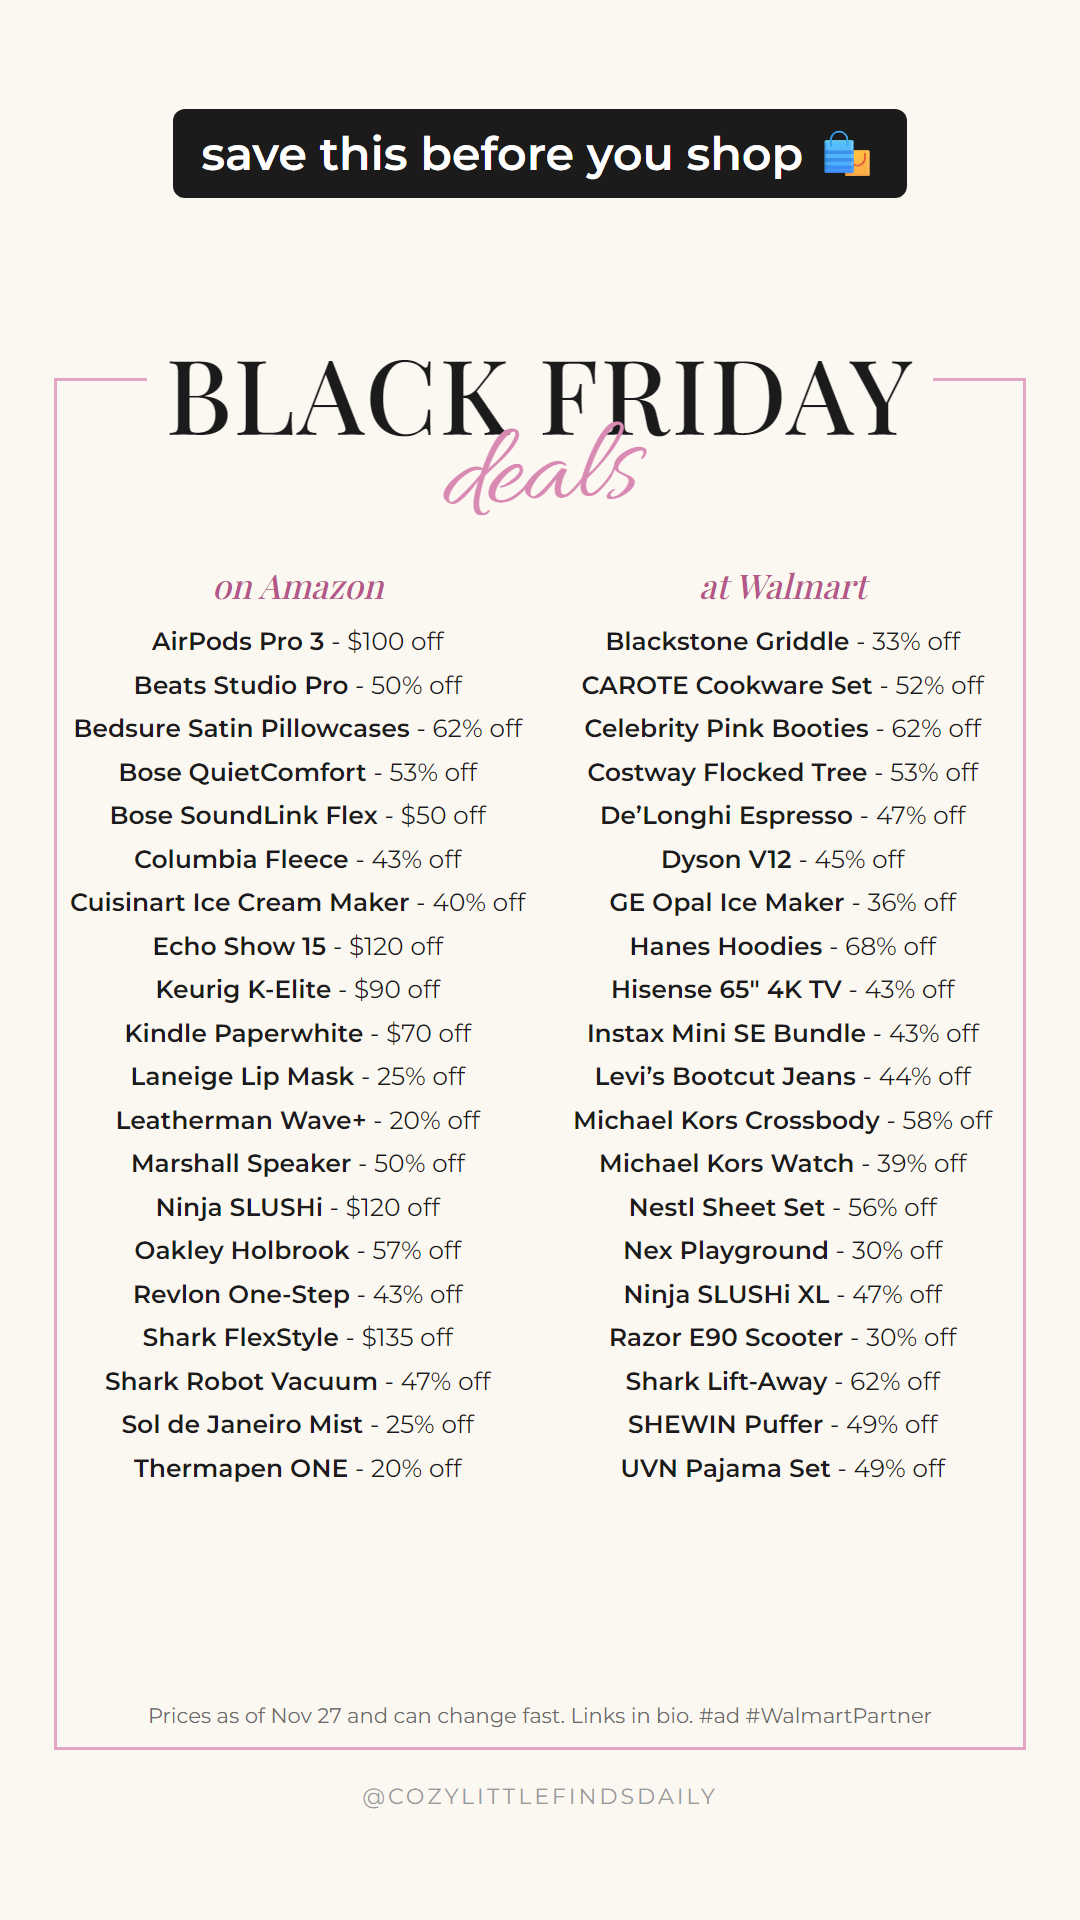 save this before you shop 🛍️
BLACK FRIDAY
deals
on Amazon
AirPods Pro 3 - $100 off
Beats Studio Pro - 50% off
Bedsure Satin Pillowcases - 62% off
Bose QuietComfort - 53% off
Bose SoundLink Flex - $50 off
Columbia Fleece - 43% off
Cuisinart Ice Cream Maker - 40% off
Echo Show 15 - $120 off
Keurig K-Elite - $90 off
Kindle Paperwhite - $70 off
Laneige Lip Mask - 25% off
Leatherman Wave+ - 20% off
Marshall Speaker - 50% off
Ninja SLUSHi - $120 off
Oakley Holbrook - 57% off
Revlon One-Step - 43% off
Shark FlexStyle - $135 off
Shark Robot Vacuum - 47% off
Sol de Janeiro Mist - 25% off
Thermapen ONE - 20% off
at Walmart
Blackstone Griddle - 33% off
CAROTE Cookware Set - 52% off
Celebrity Pink Booties - 62% off
Costway Flocked Tree - 53% off
De’Longhi Espresso - 47% off
Dyson V12 - 45% off
GE Opal Ice Maker - 36% off
Hanes Hoodies - 68% off
Hisense 65" 4K TV - 43% off
Instax Mini SE Bundle - 43% off
Levi’s Bootcut Jeans - 44% off
Michael Kors Crossbody - 58% off
Michael Kors Watch - 39% off
Nestl Sheet Set - 56% off
Nex Playground - 30% off
Ninja SLUSHi XL - 47% off
Razor E90 Scooter - 30% off
Shark Lift-Away - 62% off
SHEWIN Puffer - 49% off
UVN Pajama Set - 49% off
Prices as of Nov 27 and can change fast. Links in bio. #ad #WalmartPartner
@COZYLITTLEFINDSDAILY